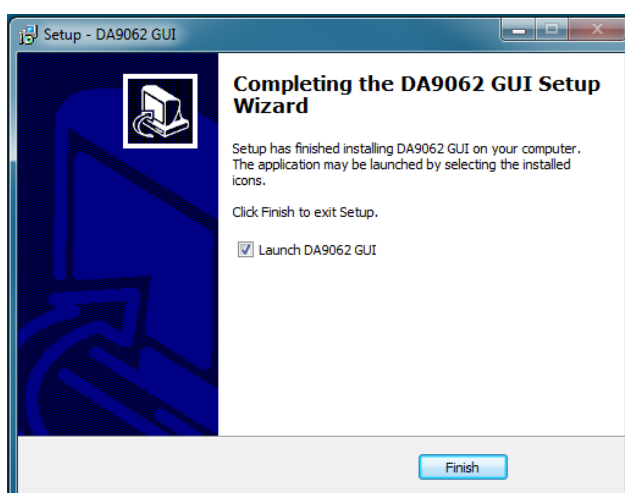 Setup - DA9062 GUI
Completing the DA9062 GUI Setup
Wizard
Setup has finished installing DA9062 GUI on your computer.
The application may be launched by selecting the installed
icons.
Click Finish to exit Setup.
Launch DA9062 GUI
Finish